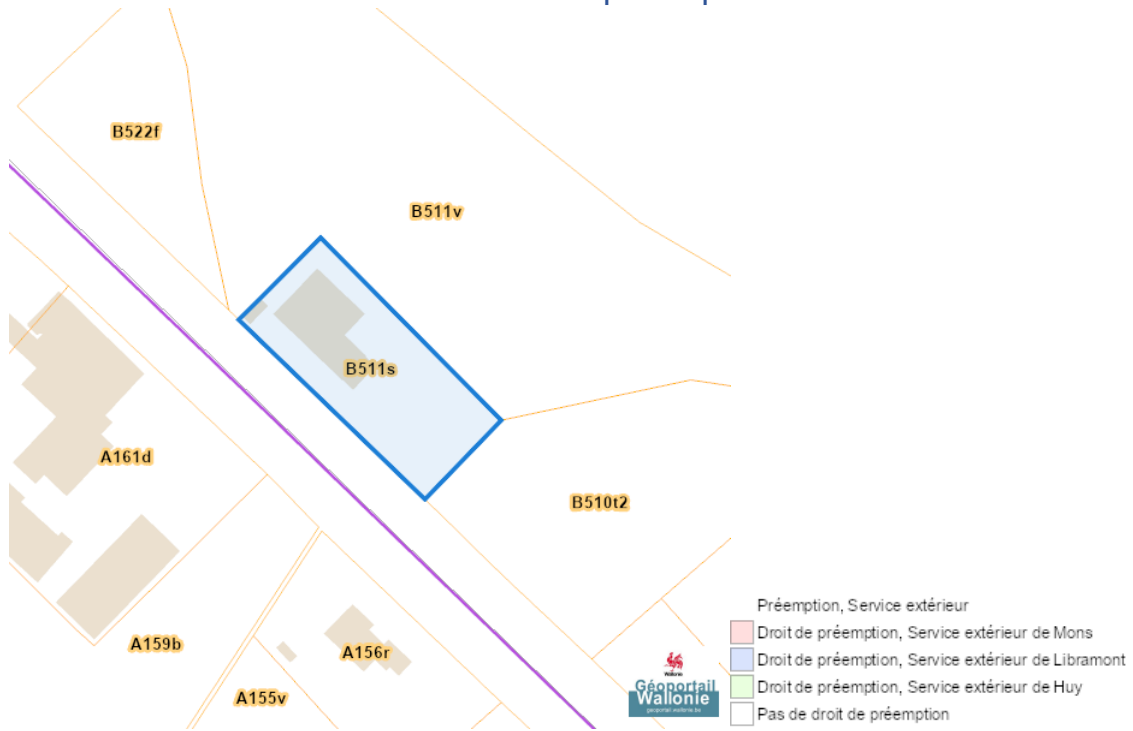 B522f
B511v
B511s
A161d
B510t2
A159b
A156r
A155v
Préemption, Service extérieur
Droit de préemption, Service extérieur de Mons
Droit de préemption, Service extérieur de Libramont
Droit de préemption, Service extérieur de Huy
Pas de droit de préemption
Wallonie
Géoportail
Wallonie
geoportail.wallonie.be